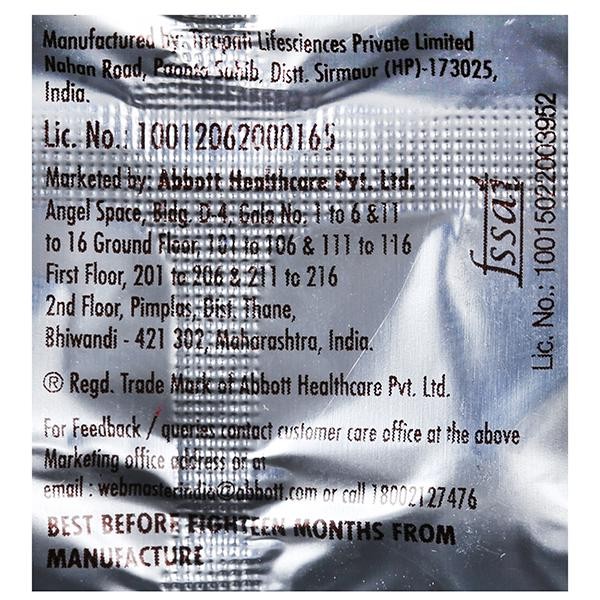 Manufactured by: Tirupati Lifesciences Private Limited
Nahan Road, Paonta Sahib, Distt. Sirmaur (HP)-173025,
India.
Lic. No.: 10012062000165
Marketed by: Abbott Healthcare Pvt. Ltd.
Angel Space, Bldg. D-4, Gala No. 1 to 6 &11
to 16 Ground Floor, 101 to 106 & 111 to 116
First Floor, 201 to 206 & 211 to 216
2nd Floor, Pimplas, Dist. Thane,
Bhiwandi - 421 302, Maharashtra, India.
® Regd. Trade Mark of Abbott Healthcare Pvt. Ltd.
For Feedback / queries contact customer care office at the above
Marketing office address or at
email : webmasterindia@abbott.com or call 18002127476
BEST BEFORE EIGHTEEN MONTHS FROM
MANUFACTURE
fssai
Lic. No.: 10015022003952